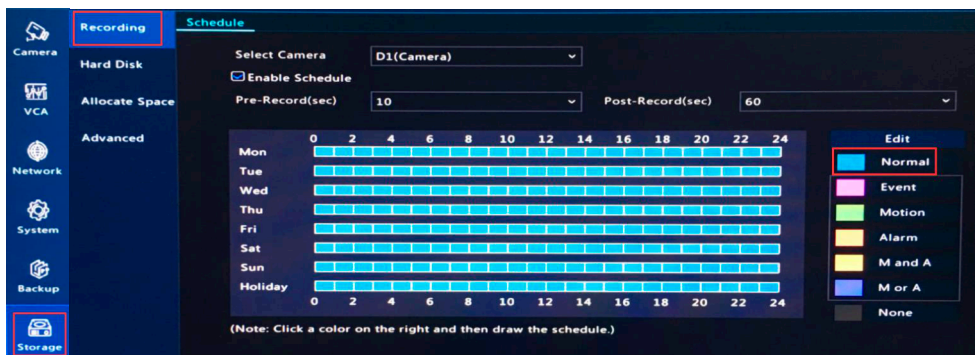 Camera
VCA
Network
System
Backup
Storage
Recording
Hard Disk
Allocate Space
Advanced
Schedule
Select Camera D1(Camera)
Enable Schedule
Pre-Record(sec) 10 Post-Record(sec) 60
0 2 4 6 8 10 12 14 16 18 20 22 24
Mon
Tue
Wed
Thu
Fri
Sat
Sun
Holiday
0 2 4 6 8 10 12 14 16 18 20 22 24
(Note: Click a color on the right and then draw the schedule.)
Edit
Normal
Event
Motion
Alarm
M and A
M or A
None